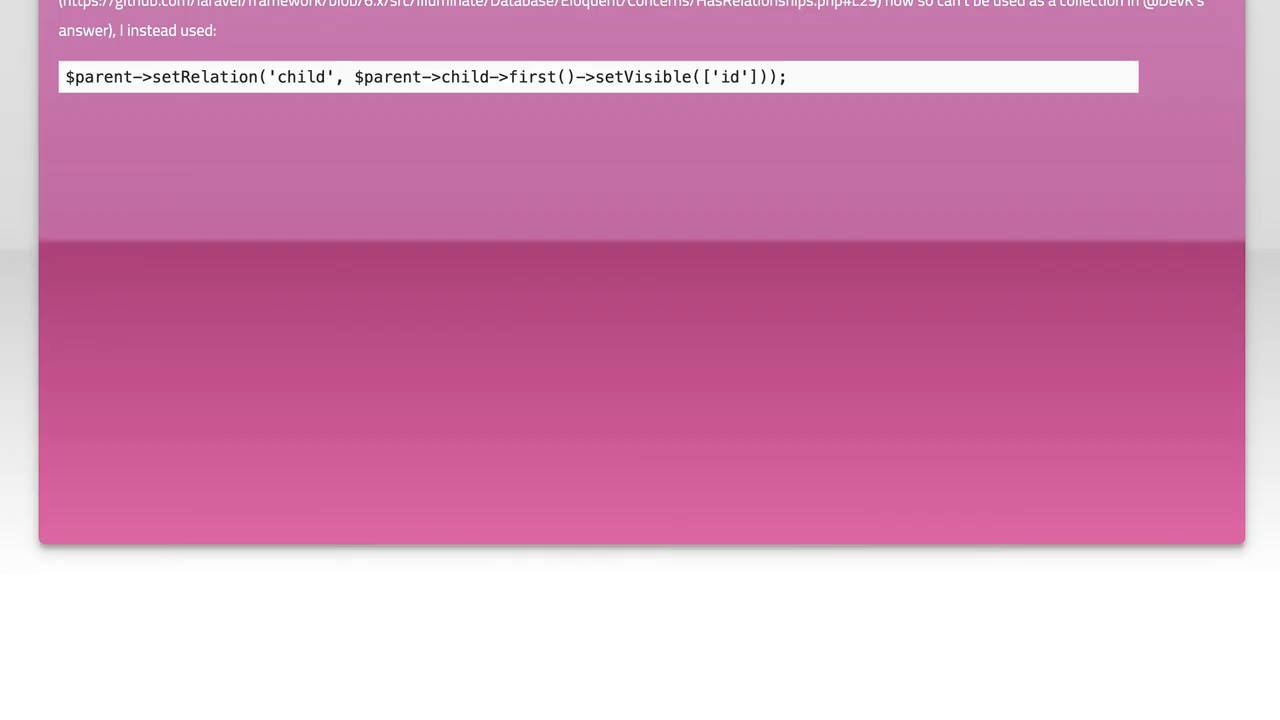 (https://github.com/laravel/framework/blob/6.x/src/Illuminate/Database/Eloquent/Concerns/HasRelationships.php#L29) now so can't be used as a collection in @DevK's
answer), I instead used:
$parent->setRelation('child', $parent->child->first()->setVisible(['id']));